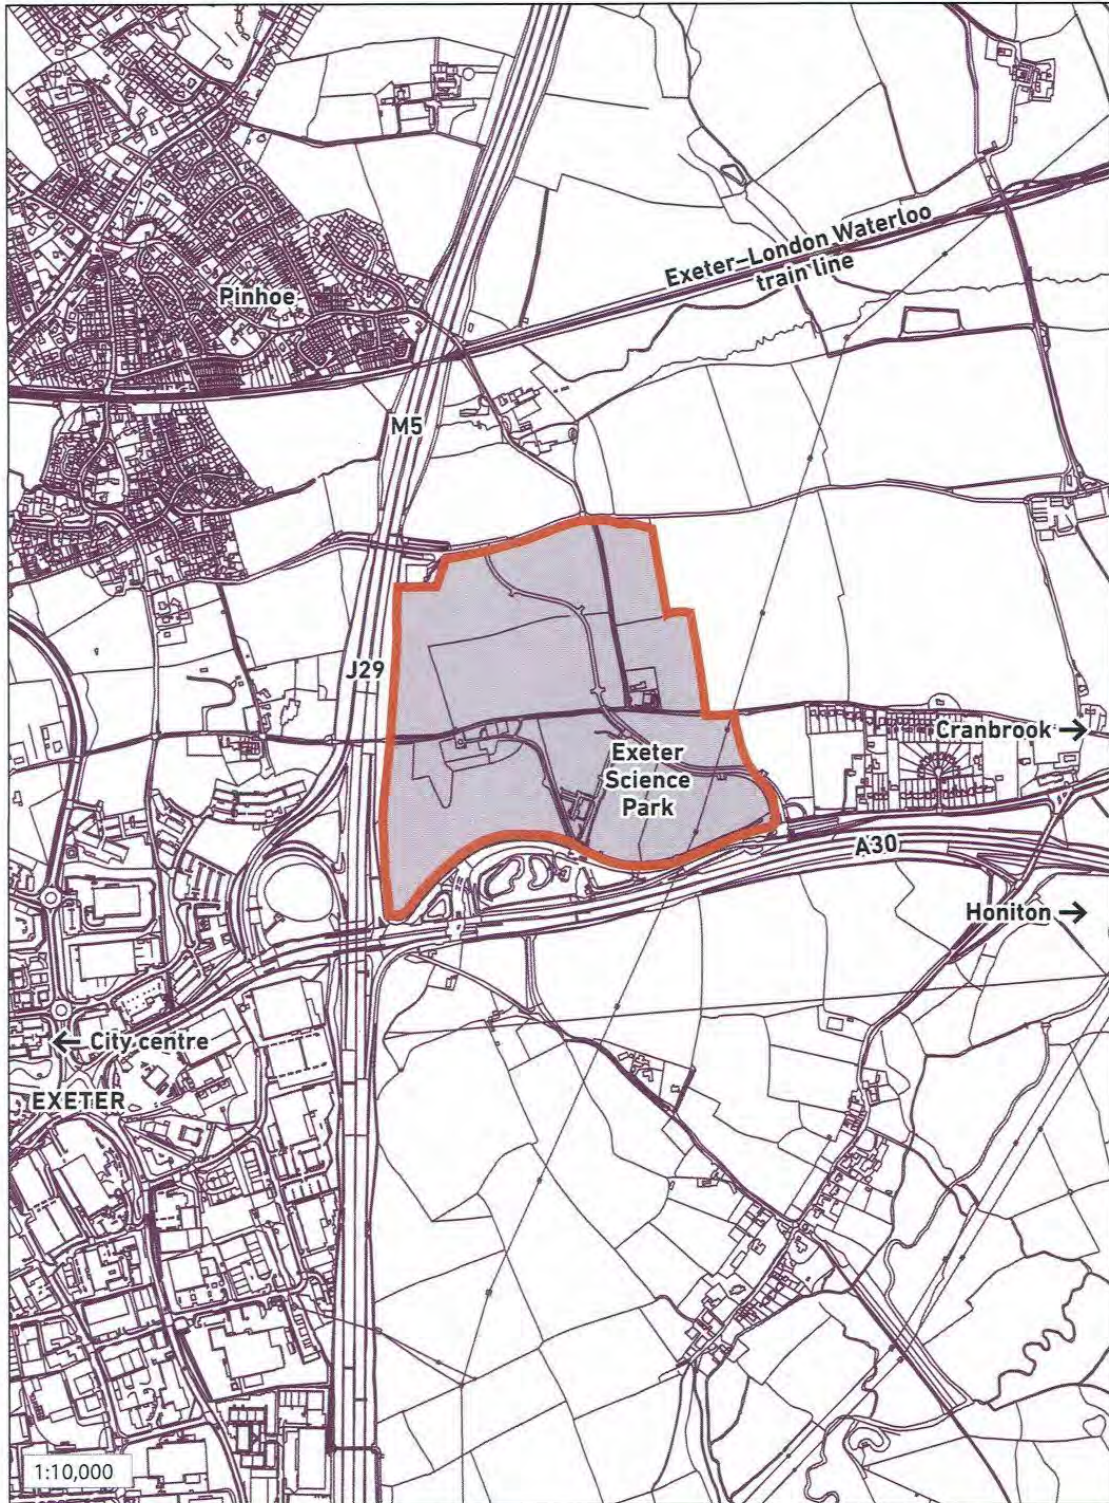 Exeter–London Waterloo
train line
Pinhoe
M5
J29
Cranbrook →
Exeter
Science
Park
A30
Honiton →
← City centre
EXETER
1:10,000